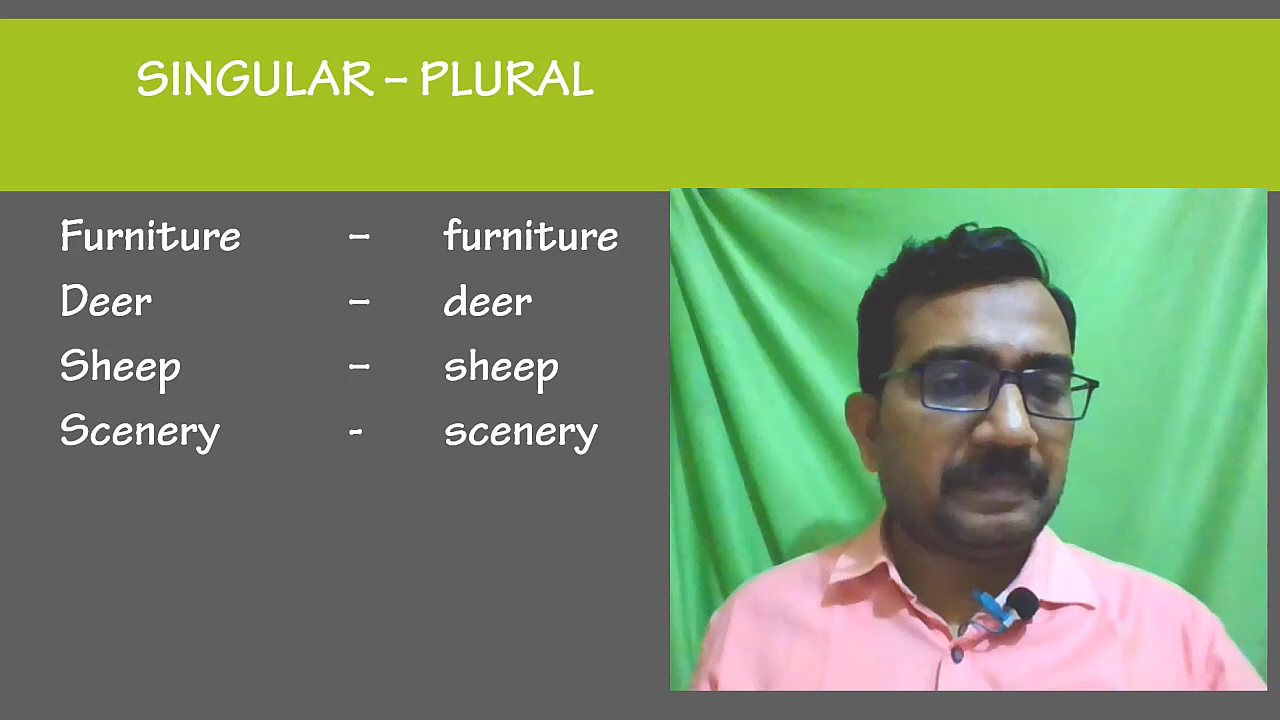 SINGULAR – PLURAL
Furniture – furniture
Deer – deer
Sheep – sheep
Scenery - scenery